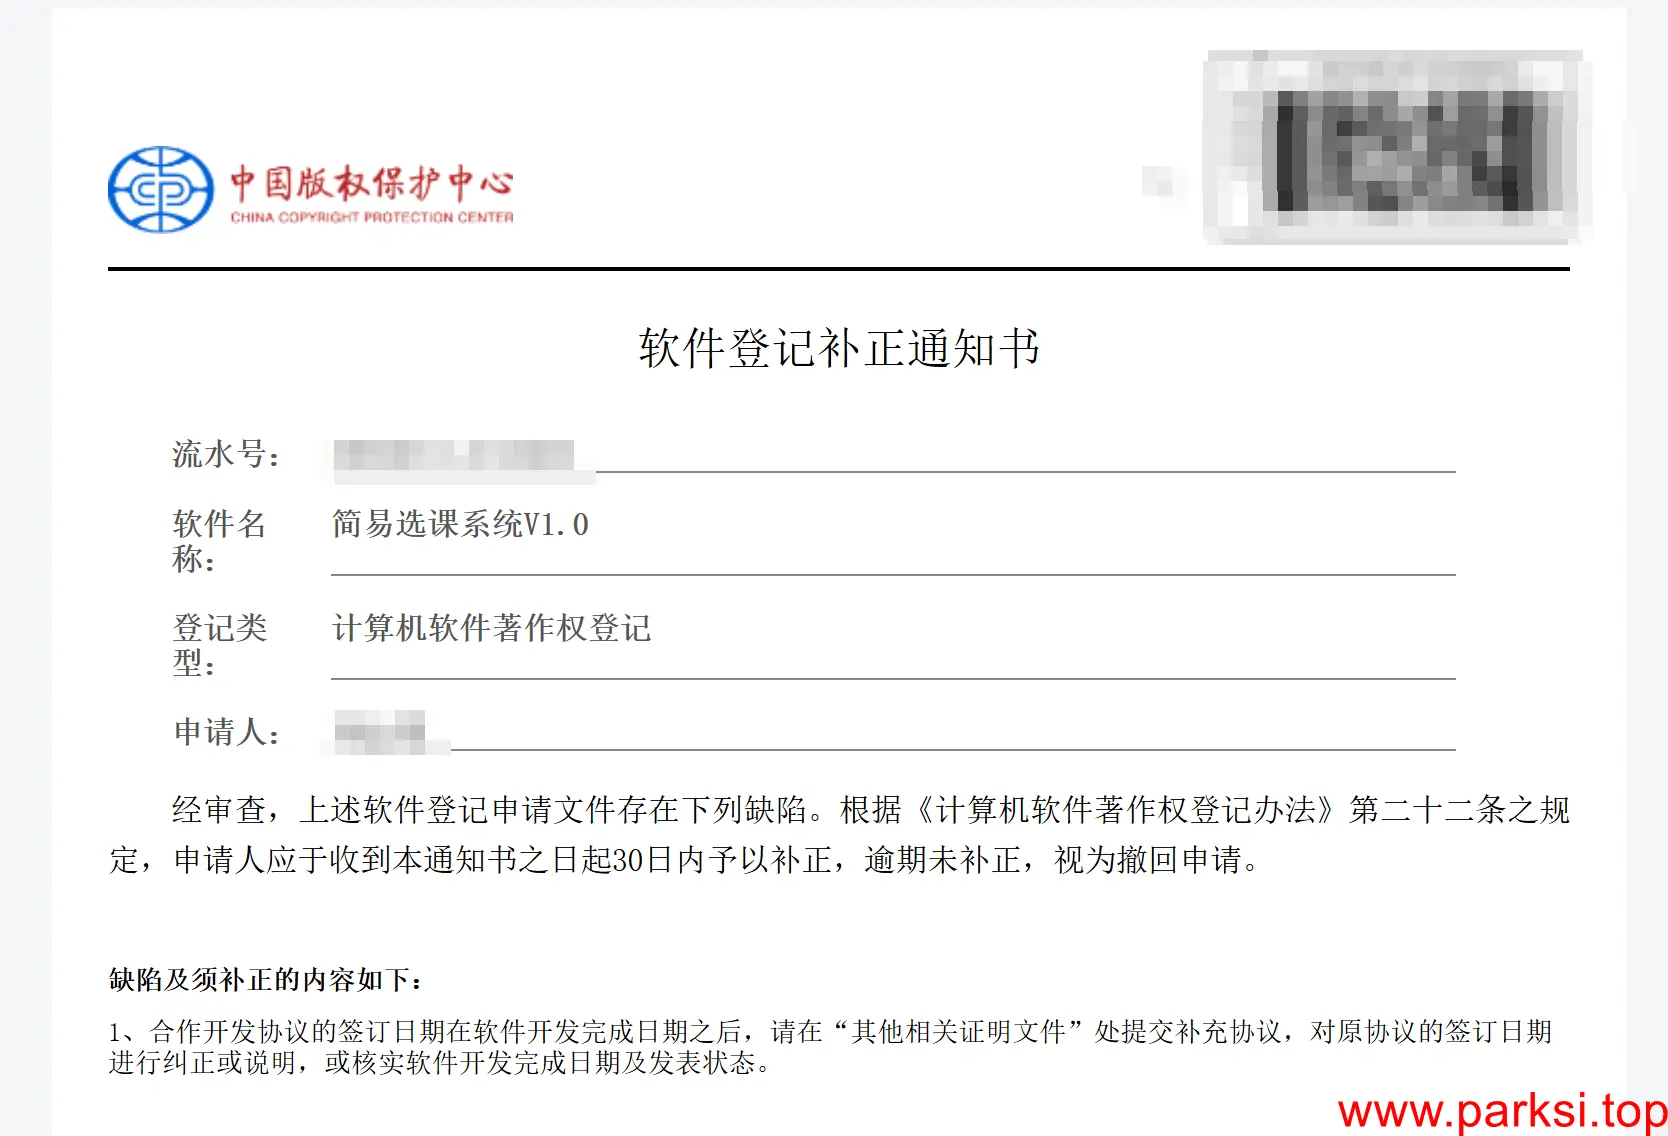 中国版权保护中心
CHINA COPYRIGHT PROTECTION CENTER
软件登记补正通知书
流水号：
软件名
称：
简易选课系统V1.0
登记类
型：
计算机软件著作权登记
申请人：
经审查，上述软件登记申请文件存在下列缺陷。根据《计算机软件著作权登记办法》第二十二条之规
定，申请人应于收到本通知书之日起30日内予以补正，逾期未补正，视为撤回申请。
缺陷及须补正的内容如下：
1、合作开发协议的签订日期在软件开发完成日期之后，请在“其他相关证明文件”处提交补充协议，对原协议的签订日期
进行纠正或说明，或核实软件开发完成日期及发表状态。
www.parksi.top